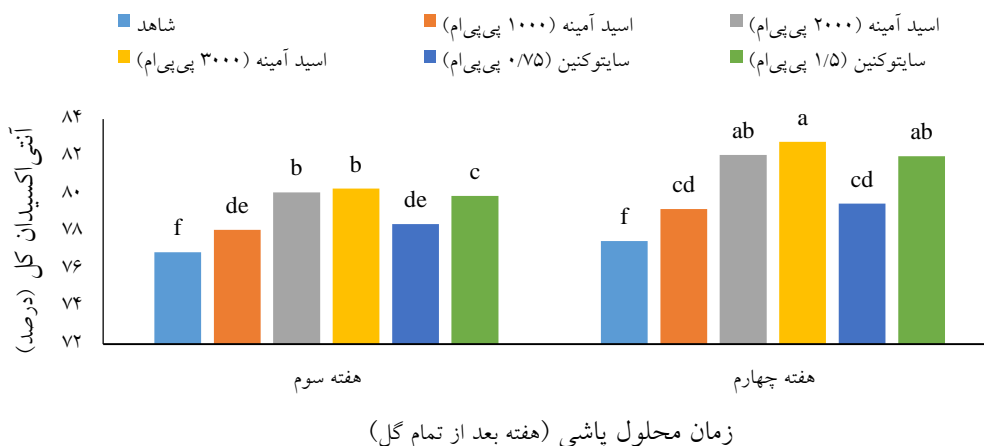 شاهد
اسید آمینه (۱۰۰۰ پی‌پی‌ام)
اسید آمینه (۲۰۰۰ پی‌پی‌ام)
اسید آمینه (۳۰۰۰ پی‌پی‌ام)
سایتوکنین (۰/۷۵ پی‌پی‌ام)
سایتوکنین (۱/۵ پی‌پی‌ام)
آنتی‌اکسیدان کل (درصد)
۸۴
۸۲
۸۰
۷۸
۷۶
۷۴
۷۲
f de b b de c
f cd ab a cd ab
هفته سوم
هفته چهارم
زمان محلول پاشی (هفته بعد از تمام گل)